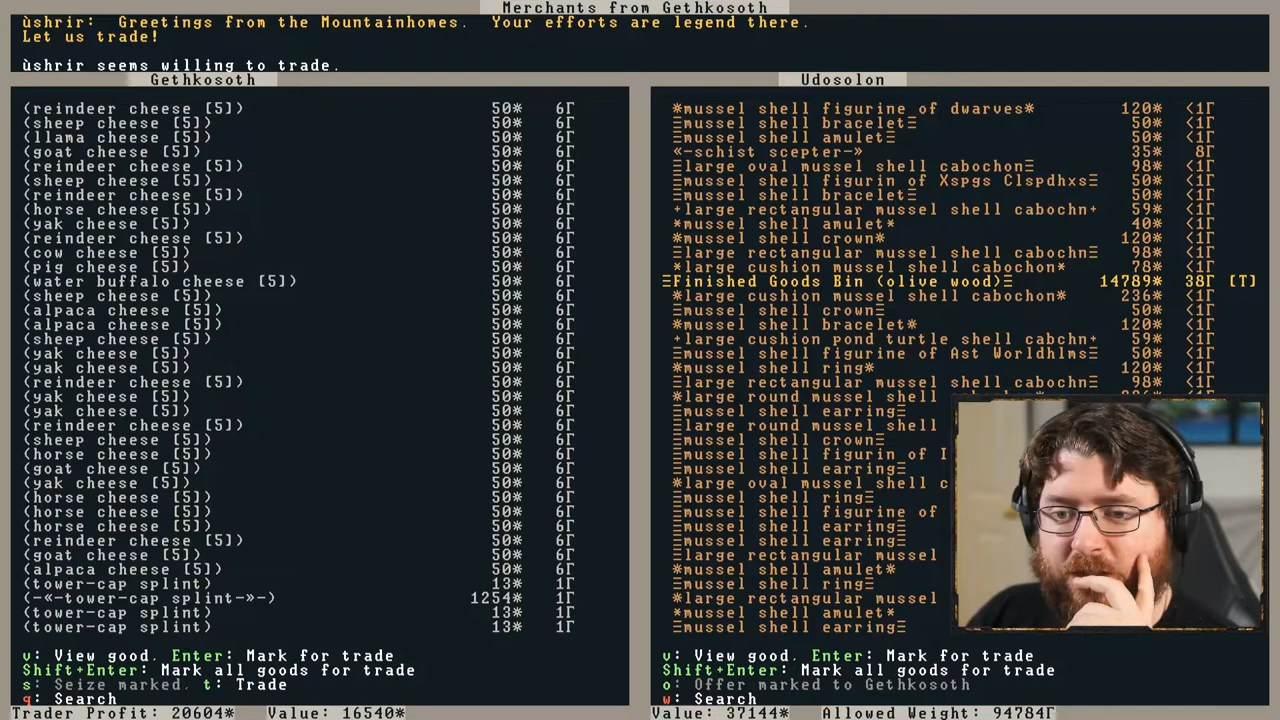 Merchants from Gethkosoth
ùshrir: Greetings from the Mountainhomes. Your efforts are legend there.
Let us trade!
ùshrir seems willing to trade.
Gethkosoth
(reindeer cheese [5]) 50* 6Γ
(sheep cheese [5]) 50* 6Γ
(llama cheese [5]) 50* 6Γ
(goat cheese [5]) 50* 6Γ
(reindeer cheese [5]) 50* 6Γ
(sheep cheese [5]) 50* 6Γ
(reindeer cheese [5]) 50* 6Γ
(horse cheese [5]) 50* 6Γ
(yak cheese [5]) 50* 6Γ
(reindeer cheese [5]) 50* 6Γ
(cow cheese [5]) 50* 6Γ
(pig cheese [5]) 50* 6Γ
(water buffalo cheese [5]) 50* 6Γ
(sheep cheese [5]) 50* 6Γ
(alpaca cheese [5]) 50* 6Γ
(alpaca cheese [5]) 50* 6Γ
(sheep cheese [5]) 50* 6Γ
(yak cheese [5]) 50* 6Γ
(yak cheese [5]) 50* 6Γ
(reindeer cheese [5]) 50* 6Γ
(yak cheese [5]) 50* 6Γ
(yak cheese [5]) 50* 6Γ
(reindeer cheese [5]) 50* 6Γ
(sheep cheese [5]) 50* 6Γ
(horse cheese [5]) 50* 6Γ
(goat cheese [5]) 50* 6Γ
(yak cheese [5]) 50* 6Γ
(horse cheese [5]) 50* 6Γ
(horse cheese [5]) 50* 6Γ
(horse cheese [5]) 50* 6Γ
(reindeer cheese [5]) 50* 6Γ
(goat cheese [5]) 50* 6Γ
(alpaca cheese [5]) 50* 6Γ
(tower-cap splint) 13* 1Γ
(-«-tower-cap splint-»-) 1254* 1Γ
(tower-cap splint) 13* 1Γ
(tower-cap splint) 13* 1Γ
v: View good. Enter: Mark for trade
Shift+Enter: Mark all goods for trade
s: Seize marked. t: Trade
q: Search
Trader Profit: 20604* Value: 16540*
Udosolon
*mussel shell figurine of dwarves* 120* <1Γ
≡mussel shell bracelet≡ 50* <1Γ
≡mussel shell amulet≡ 50* <1Γ
«-schist scepter-» 35* 8Γ
≡large oval mussel shell cabochon≡ 98* <1Γ
≡mussel shell figurin of Xspgs Clspdhxs≡ 50* <1Γ
≡mussel shell bracelet≡ 50* <1Γ
+large rectangular mussel shell cabochn+ 59* <1Γ
*mussel shell amulet* 40* <1Γ
*mussel shell crown* 120* <1Γ
≡large rectangular mussel shell cabochn≡ 98* <1Γ
*large cushion mussel shell cabochon* 78* <1Γ
≡Finished Goods Bin (olive wood)≡ 14789* 38Γ [T]
*large cushion mussel shell cabochon* 236* <1Γ
≡mussel shell crown≡ 50* <1Γ
*mussel shell bracelet* 120* <1Γ
+large cushion pond turtle shell cabchn+ 59* <1Γ
≡mussel shell figurine of Ast Worldhlms≡ 50* <1Γ
*mussel shell ring* 120* <1Γ
≡large rectangular mussel shell cabochn≡ 98* <1Γ
*large round mussel shell
≡mussel shell earring≡
≡large round mussel shell
≡mussel shell crown≡
≡mussel shell figurin of I
≡mussel shell earring≡
*large oval mussel shell c
≡mussel shell ring≡
≡mussel shell figurine of
≡mussel shell earring≡
≡mussel shell earring≡
≡large rectangular mussel
*mussel shell amulet*
≡mussel shell ring≡
*large rectangular mussel
*mussel shell amulet*
≡mussel shell earring≡
v: View good. Enter: Mark for trade
Shift+Enter: Mark all goods for trade
o: Offer marked to Gethkosoth
w: Search
Value: 37144* Allowed Weight: 94784Γ